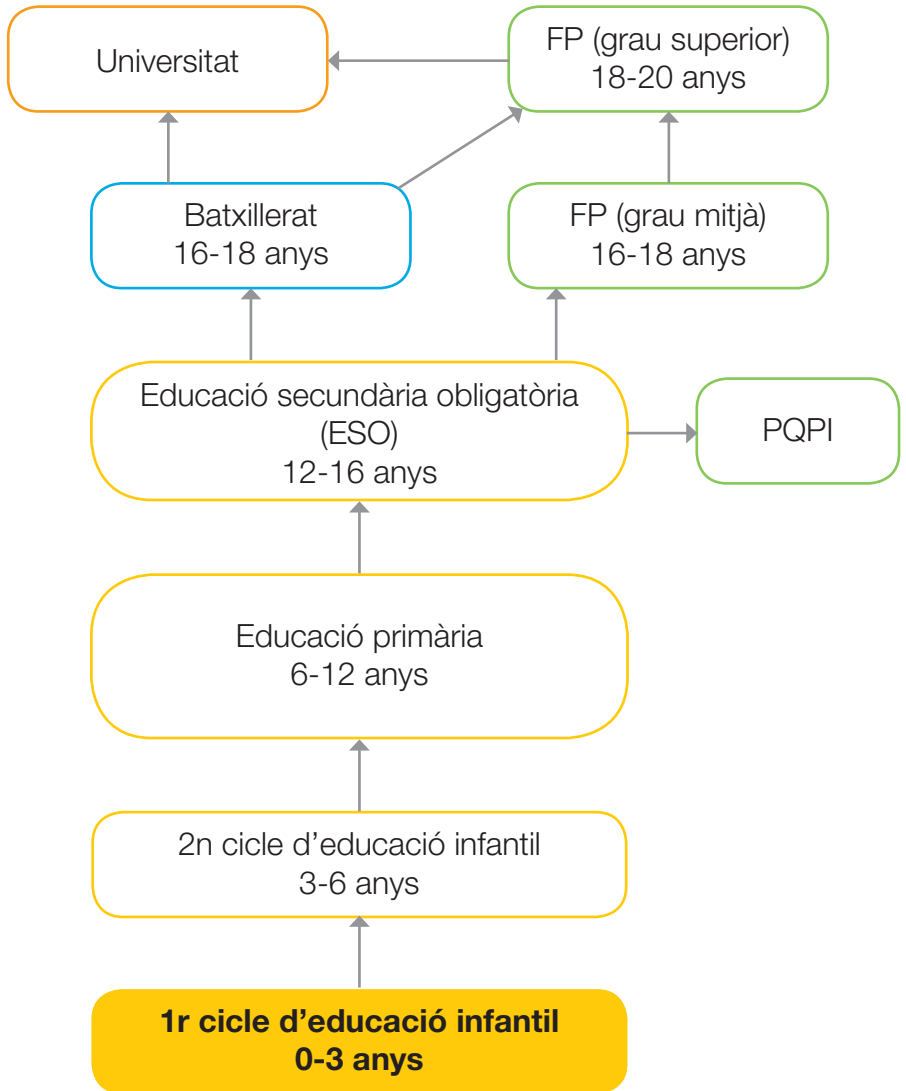 Universitat
FP (grau superior)
18-20 anys
Batxillerat
16-18 anys
FP (grau mitjà)
16-18 anys
Educació secundària obligatòria
(ESO)
12-16 anys
PQPI
Educació primària
6-12 anys
2n cicle d’educació infantil
3-6 anys
1r cicle d’educació infantil
0-3 anys